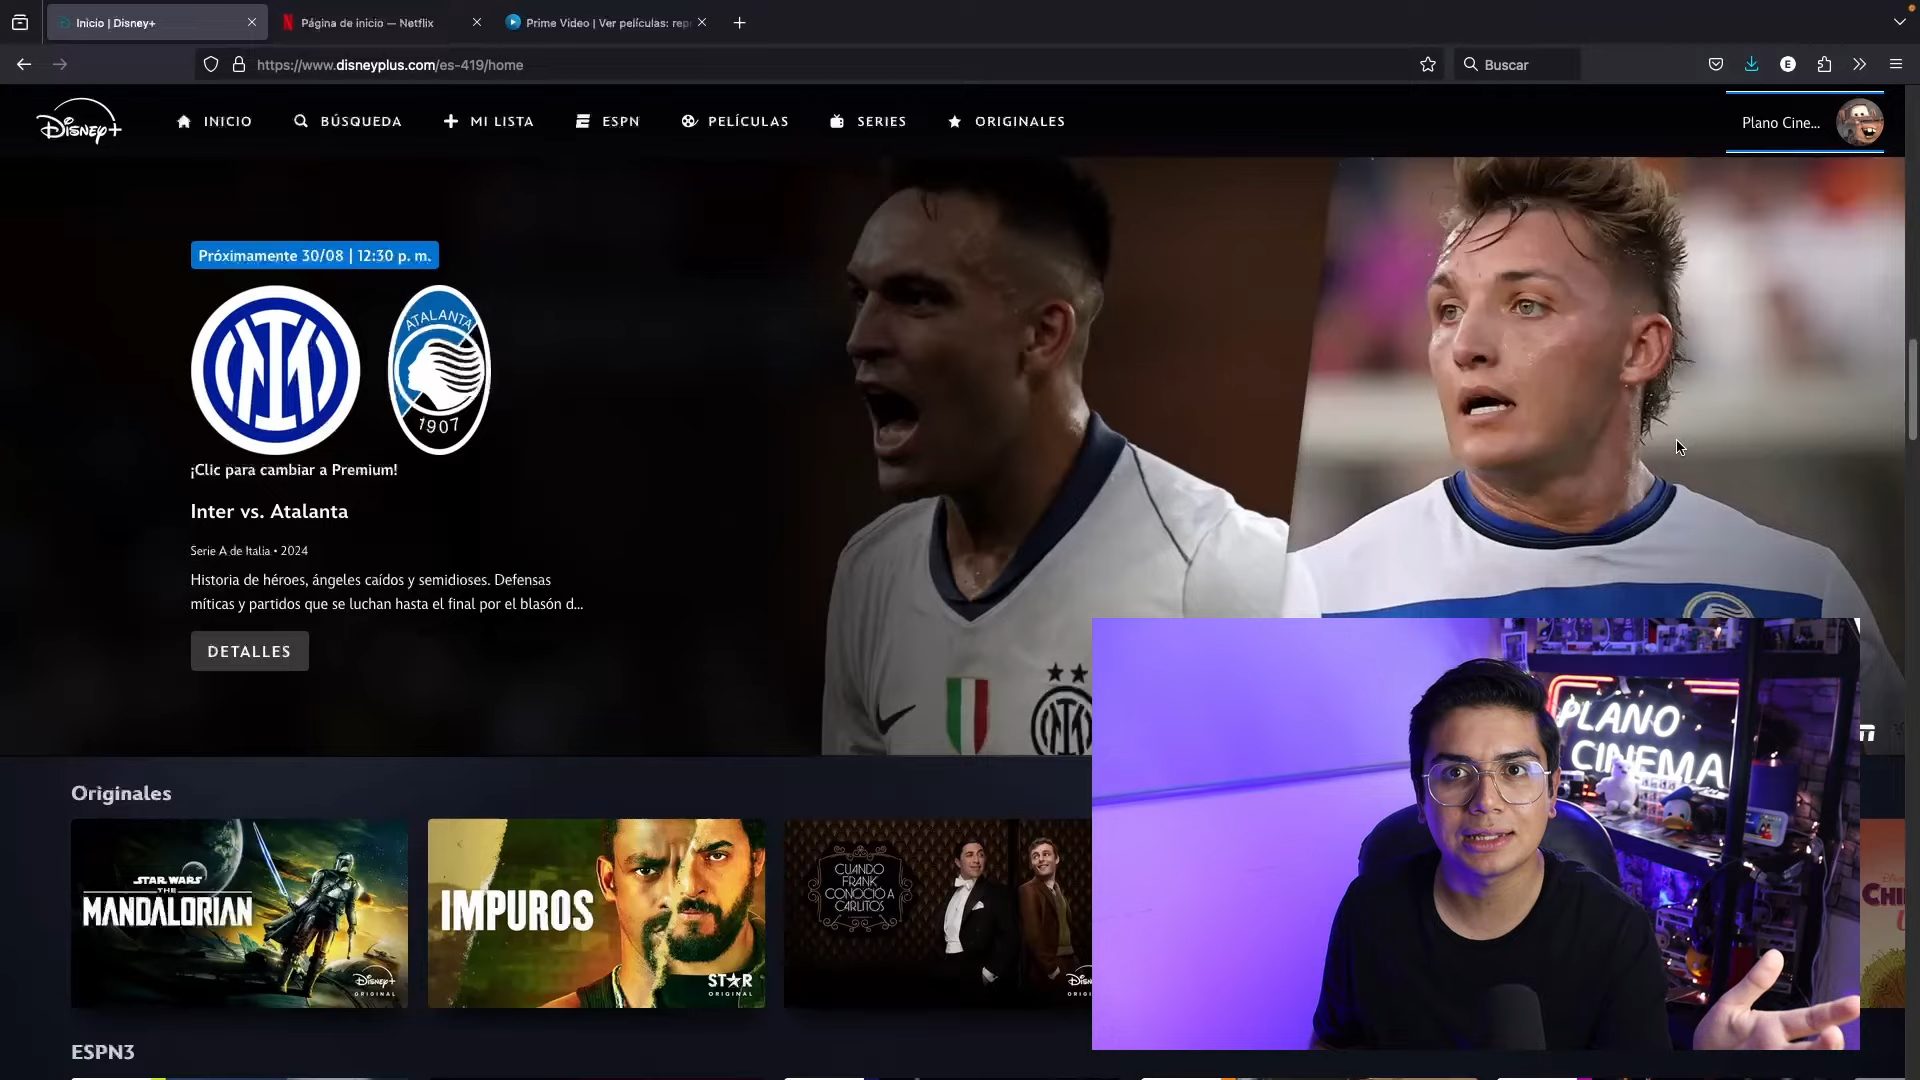 Inicio | Disney+
Página de inicio — Netflix
Prime Video | Ver películas: rep
https://www.disneyplus.com/es-419/home
Buscar
E
Disney+
INICIO
BÚSQUEDA
MI LISTA
ESPN
PELÍCULAS
SERIES
ORIGINALES
Plano Cine...
Próximamente 30/08 | 12:30 p. m.
ATALANTA
1907
¡Clic para cambiar a Premium!
Inter vs. Atalanta
Serie A de Italia • 2024
Historia de héroes, ángeles caídos y semidioses. Defensas
míticas y partidos que se luchan hasta el final por el blasón d...
DETALLES
PLANO
CINEMA
Originales
STAR WARS
THE
MANDALORIAN
Disney+
ORIGINAL
IMPUROS
STAR
ORIGINAL
CUANDO
FRANK
CONOCIÓ A
CARLITOS
ESPN3